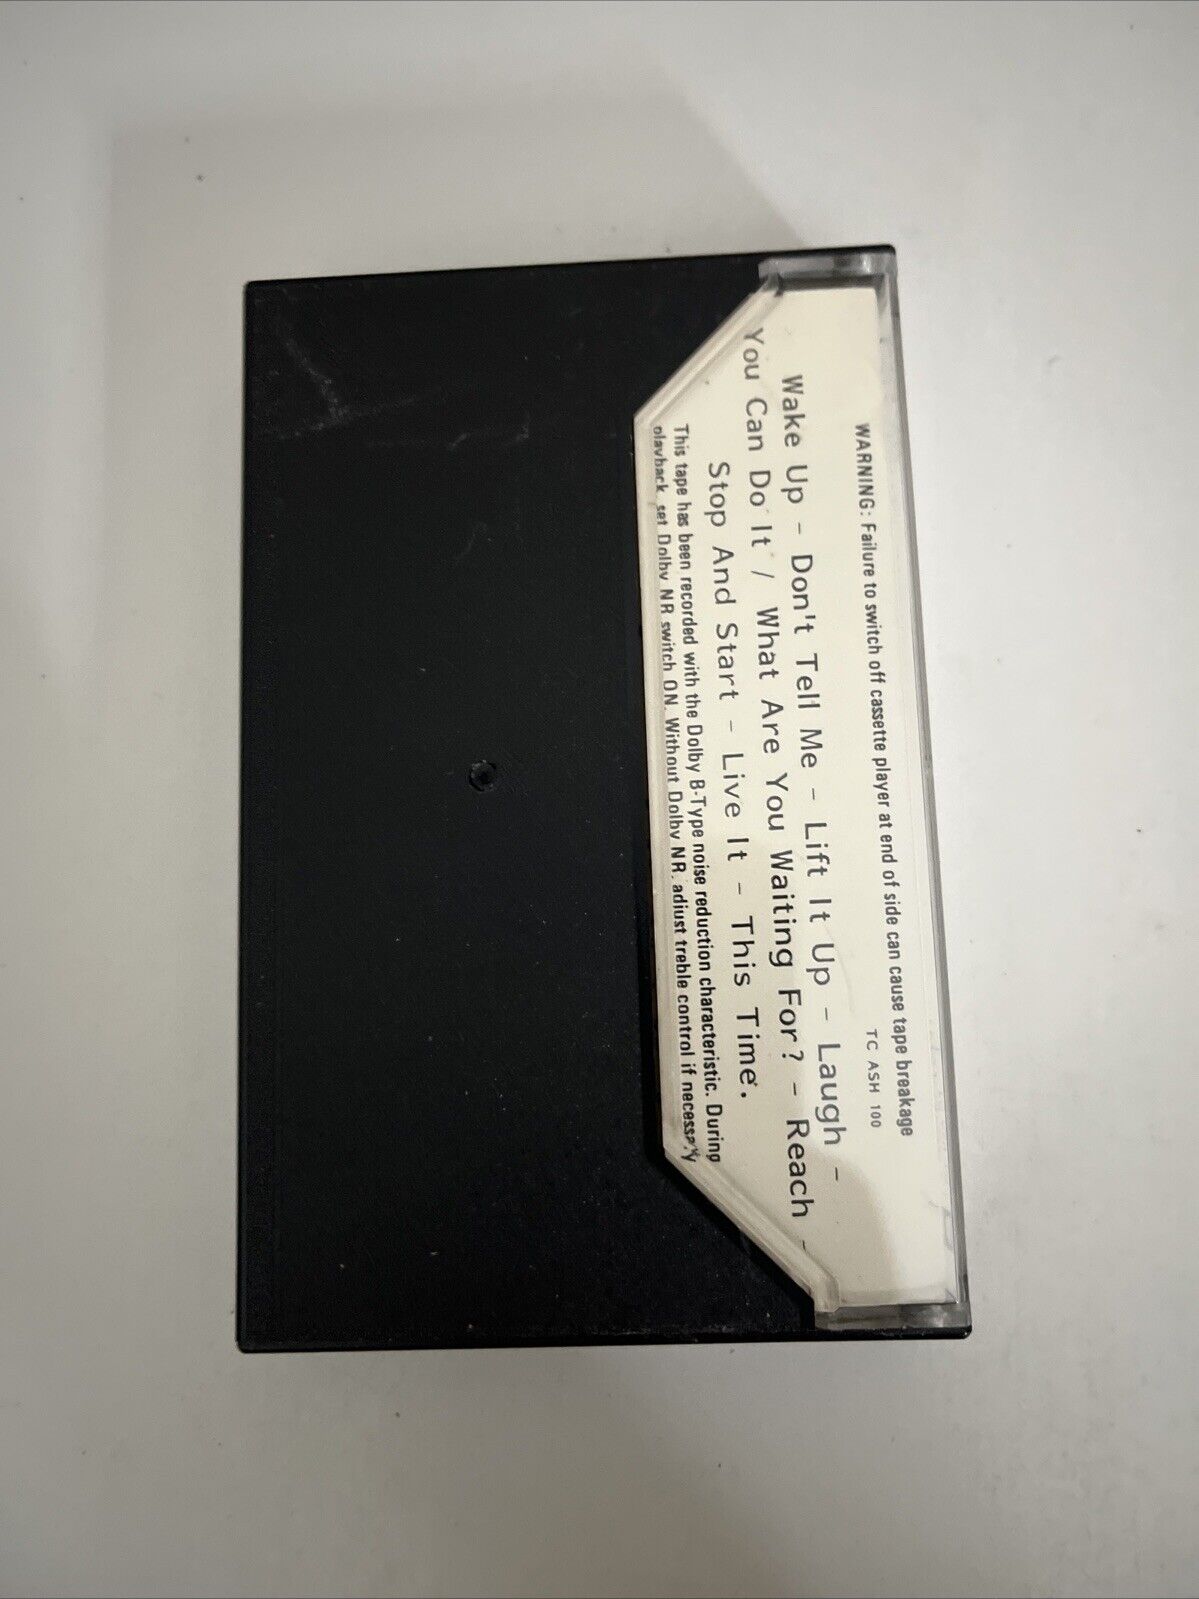 WARNING: Failure to switch off cassette player at end of side can cause tape breakage
TC ASH 100
Wake Up - Don't Tell Me - Lift It Up - Laugh -
You Can Do It / What Are You Waiting For? - Reach -
Stop And Start - Live It - This Time.
This tape has been recorded with the Dolby B-Type noise reduction characteristic. During
playback, set Dolby NR switch ON. Without Dolby NR, adjust treble control if necessary